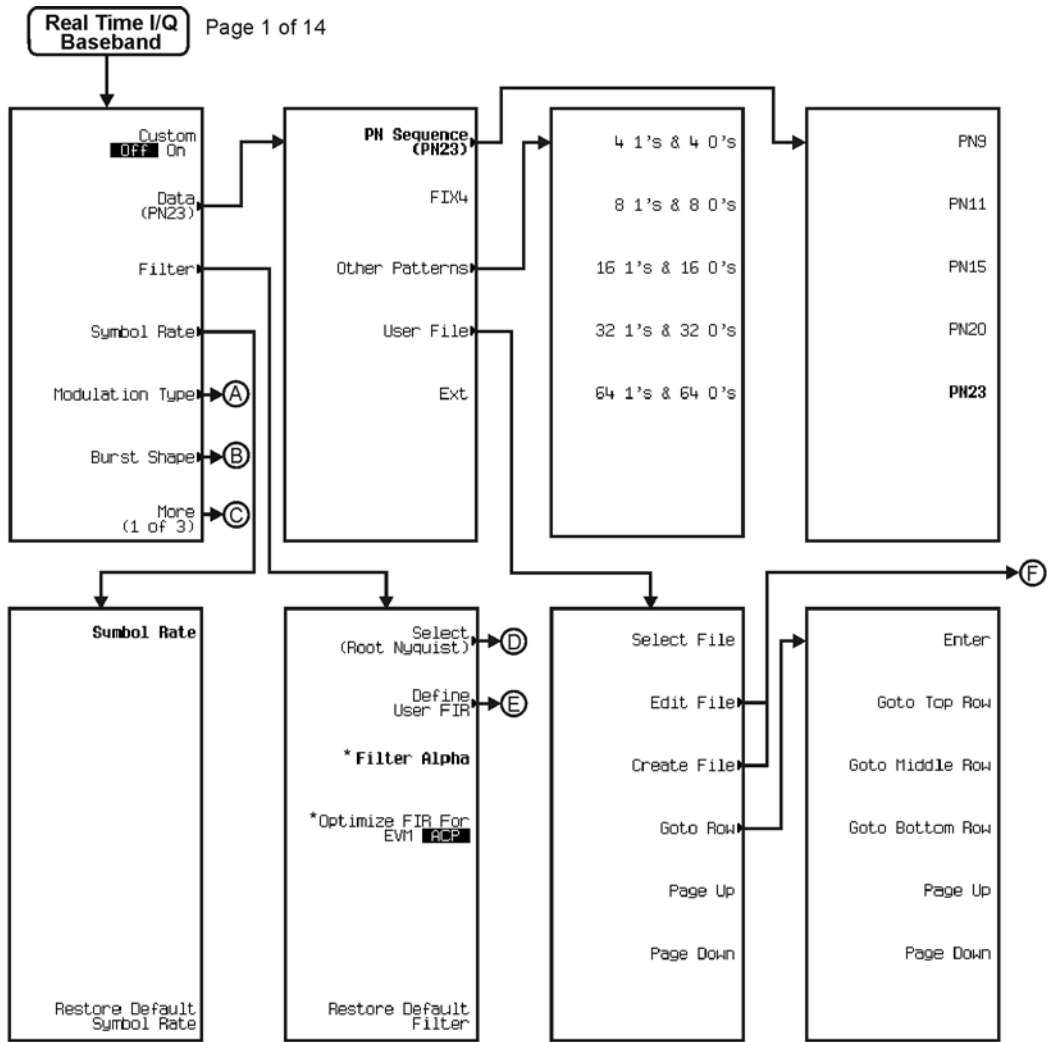 Real Time I/Q
Baseband
Page 1 of 14
Custom
Off On
Data
(PN23)
Filter
Symbol Rate
Modulation Type
A
Burst Shape
B
More
(1 of 3)
C
PN Sequence
(PN23)
FIX4
Other Patterns
User File
Ext
4 1's & 4 0's
8 1's & 8 0's
16 1's & 16 0's
32 1's & 32 0's
64 1's & 64 0's
PN9
PN11
PN15
PN20
PN23
F
Symbol Rate
Restore Default
Symbol Rate
Select
(Root Nyquist)
D
Define
User FIR
E
*Filter Alpha
*Optimize FIR For
EVM ACP
Restore Default
Filter
Select File
Edit File
Create File
Goto Row
Page Up
Page Down
Enter
Goto Top Row
Goto Middle Row
Goto Bottom Row
Page Up
Page Down